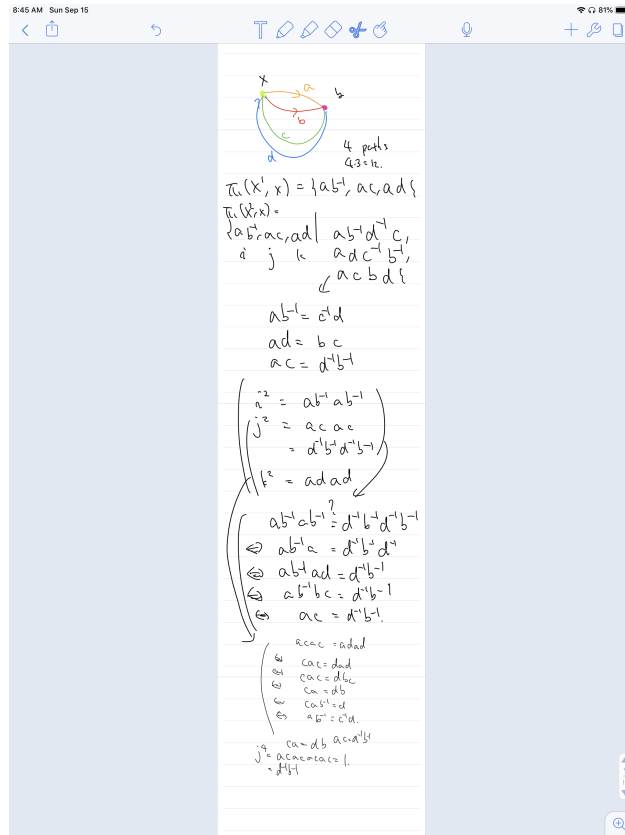 8:45 AM Sun Sep 15
81%
T
x
a
b
b
c
d
4 paths
4·3=12.
π₁(X¹, x) = {ab⁻¹, ac, ad{
π₁(X², x) =
{ab⁻¹, ac, ad | ab⁻¹d⁻¹c,
i j k adc⁻¹b⁻¹,
acbd{
ab⁻¹ = c⁻¹d
ad = bc
ac = d⁻¹b⁻¹
i² = ab⁻¹ab⁻¹
j² = acac
= d⁻¹b⁻¹d⁻¹b⁻¹
k² = adad
?
ab⁻¹ab⁻¹ = d⁻¹b⁻¹d⁻¹b⁻¹
⇔ ab⁻¹a = d⁻¹b⁻¹d⁻¹
⇔ ab⁻¹ad = d⁻¹b⁻¹
⇔ ab⁻¹bc = d⁻¹b⁻¹
⇔ ac = d⁻¹b⁻¹.
acac = adad
⇔ cac = dad
⇔ cac = dbc
⇔ ca = db
⇔ cab⁻¹ = d
⇔ ab⁻¹ = c⁻¹d.
ca = db ac = d⁻¹b⁻¹
j⁴ = acacacac = 1.
= d⁻¹b⁻¹